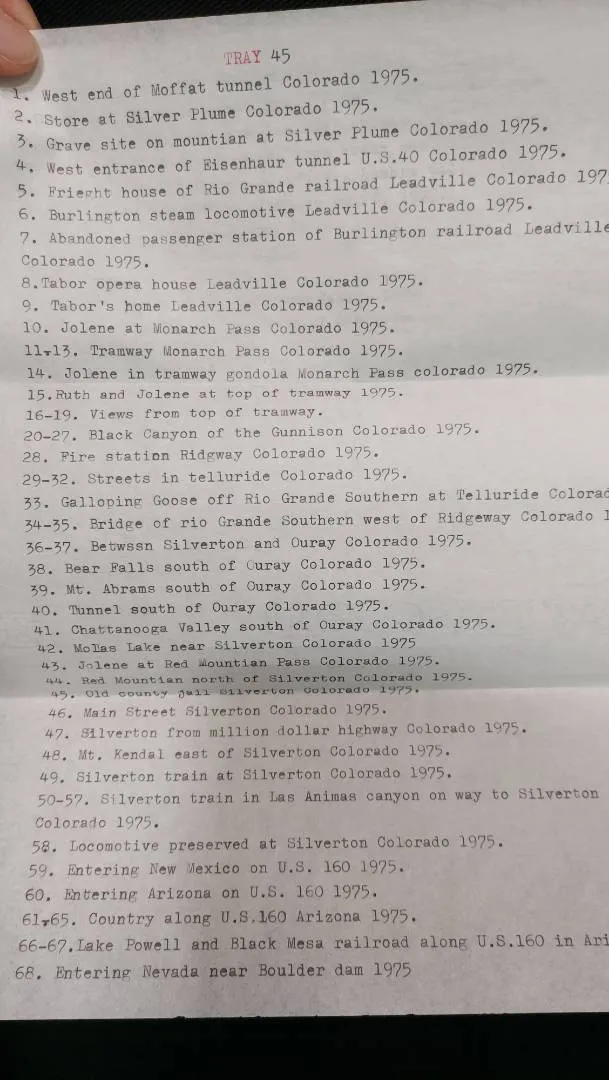 TRAY 45
1. West end of Moffat tunnel Colorado 1975.
2. Store at Silver Plume Colorado 1975.
3. Grave site on mountian at Silver Plume Colorado 1975.
4. West entrance of Eisenhaur tunnel U.S.40 Colorado 1975.
5. Frieght house of Rio Grande railroad Leadville Colorado 197
6. Burlington steam locomotive Leadville Colorado 1975.
7. Abandoned passenger station of Burlington railroad Leadville
Colorado 1975.
8.Tabor opera house Leadville Colorado 1975.
9. Tabor's home Leadville Colorado 1975.
10. Jolene at Monarch Pass Colorado 1975.
11-13. Tramway Monarch Pass Colorado 1975.
14. Jolene in tramway gondola Monarch Pass colorado 1975.
15.Ruth and Jolene at top of tramway 1975.
16-19. Views from top of tramway.
20-27. Black Canyon of the Gunnison Colorado 1975.
28. Fire station Ridgway Colorado 1975.
29-32. Streets in telluride Colorado 1975.
33. Galloping Goose off Rio Grande Southern at Telluride Colorad
34-35. Bridge of rio Grande Southern west of Ridgeway Colorado 1
36-37. Betwssn Silverton and Ouray Colorado 1975.
38. Bear Falls south of Ouray Colorado 1975.
39. Mt. Abrams south of Ouray Colorado 1975.
40. Tunnel south of Ouray Colorado 1975.
41. Chattanooga Valley south of Ouray Colorado 1975.
42. Molas Lake near Silverton Colorado 1975
43. Jolene at Red Mountian Pass Colorado 1975.
44. Red Mountian north of Silverton Colorado 1975.
45. Old county jail Silverton Colorado 1975.
46. Main Street Silverton Colorado 1975.
47. Silverton from million dollar highway Colorado 1975.
48. Mt. Kendal east of Silverton Colorado 1975.
49. Silverton train at Silverton Colorado 1975.
50-57. Silverton train in Las Animas canyon on way to Silverton
Colorado 1975.
58. Locomotive preserved at Silverton Colorado 1975.
59. Entering New Mexico on U.S. 160 1975.
60. Entering Arizona on U.S. 160 1975.
61-65. Country along U.S.160 Arizona 1975.
66-67.Lake Powell and Black Mesa railroad along U.S.160 in Ari
68. Entering Nevada near Boulder dam 1975